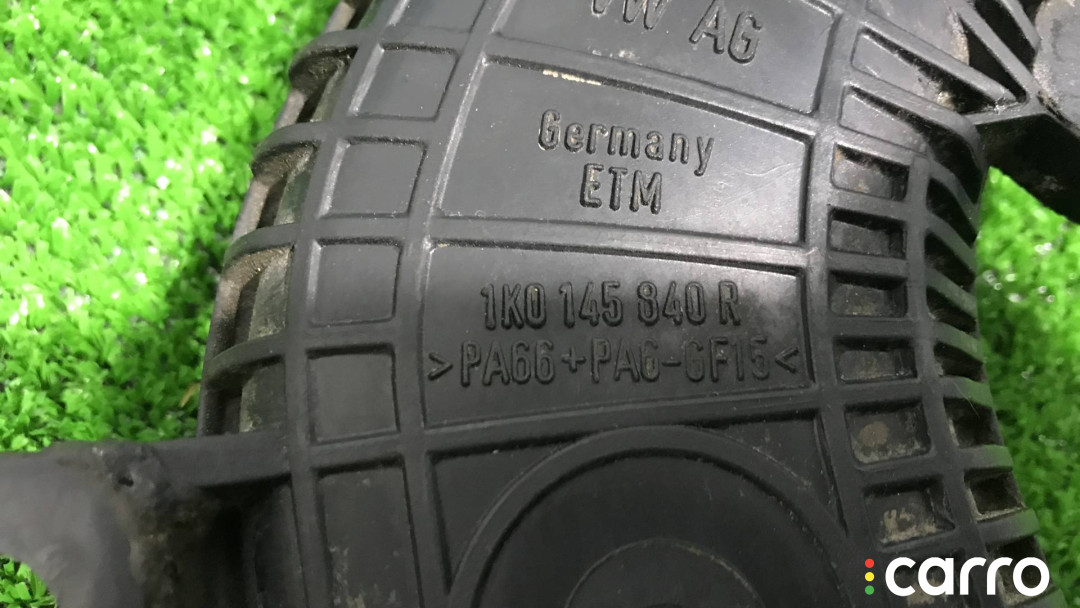 VW AG
Germany
ETM
1K0 145 840 R
>PA66+PA6-GF15<
carro